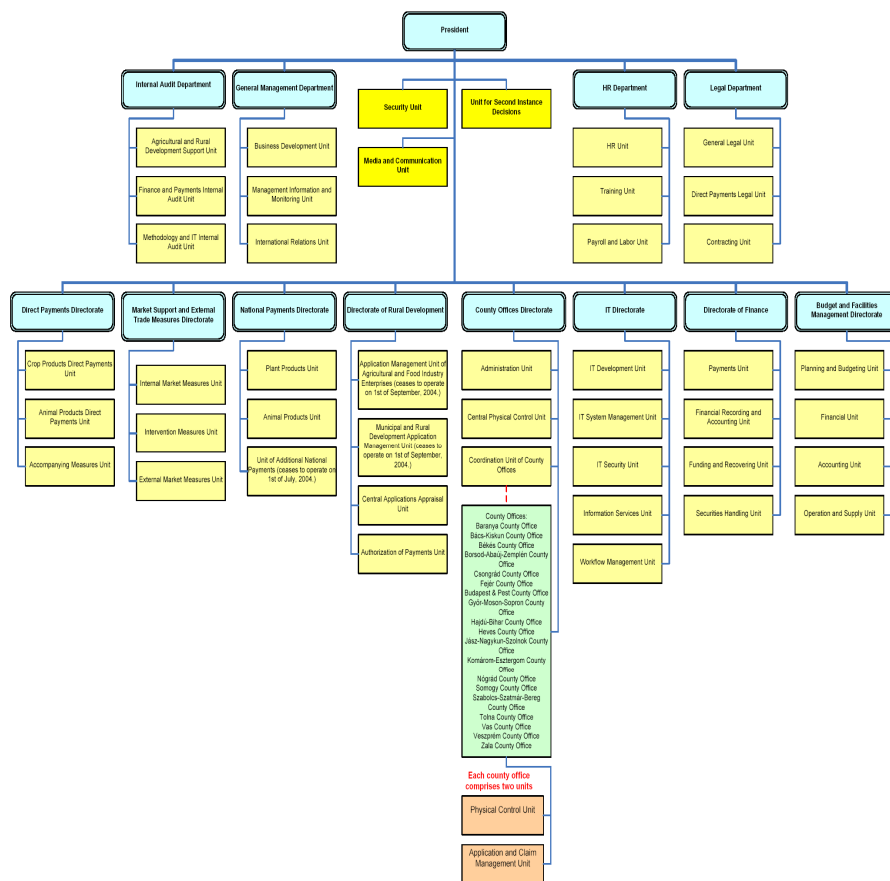 President
Internal Audit Department
General Management Department
Security Unit
Unit for Second Instance
Decisions
HR Department
Legal Department
Media and Communication
Unit
Agricultural and Rural
Development Support Unit
Finance and Payments Internal
Audit Unit
Methodology and IT Internal
Audit Unit
Business Development Unit
Management Information and
Monitoring Unit
International Relations Unit
HR Unit
Training Unit
Payroll and Labor Unit
General Legal Unit
Direct Payments Legal Unit
Contracting Unit
Direct Payments Directorate
Market Support and External
Trade Measures Directorate
National Payments Directorate
Directorate of Rural Development
County Offices Directorate
IT Directorate
Directorate of Finance
Budget and Facilities
Management Directorate
Crop Products Direct Payments
Unit
Animal Products Direct
Payments Unit
Accompanying Measures Unit
Internal Market Measures Unit
Intervention Measures Unit
External Market Measures Unit
Plant Products Unit
Animal Products Unit
Unit of Additional National
Payments (ceases to operate on
1st of July, 2004.)
Application Management Unit of
Agricultural and Food Industry
Enterprises (ceases to operate
on 1st of September, 2004.)
Municipal and Rural
Development Application
Management Unit (ceases to
operate on 1st of September,
2004.)
Central Applications Appraisal
Unit
Authorization of Payments Unit
Administration Unit
Central Physical Control Unit
Coordination Unit of County
Offices
County Offices:
Baranya County Office
Bács-Kiskun County Office
Békés County Office
Borsod-Abaúj-Zemplén County
Office
Csongrád County Office
Fejér County Office
Budapest & Pest County Office
Győr-Moson-Sopron County
Office
Hajdú-Bihar County Office
Heves County Office
Jász-Nagykun-Szolnok County
Office
Komárom-Esztergom County
Office
Nógrád County Office
Somogy County Office
Szabolcs-Szatmár-Bereg
County Office
Tolna County Office
Vas County Office
Veszprém County Office
Zala County Office
Each county office
comprises two units
Physical Control Unit
Application and Claim
Management Unit
IT Development Unit
IT System Management Unit
IT Security Unit
Information Services Unit
Workflow Management Unit
Payments Unit
Financial Recording and
Accounting Unit
Funding and Recovering Unit
Securities Handling Unit
Planning and Budgeting Unit
Financial Unit
Accounting Unit
Operation and Supply Unit